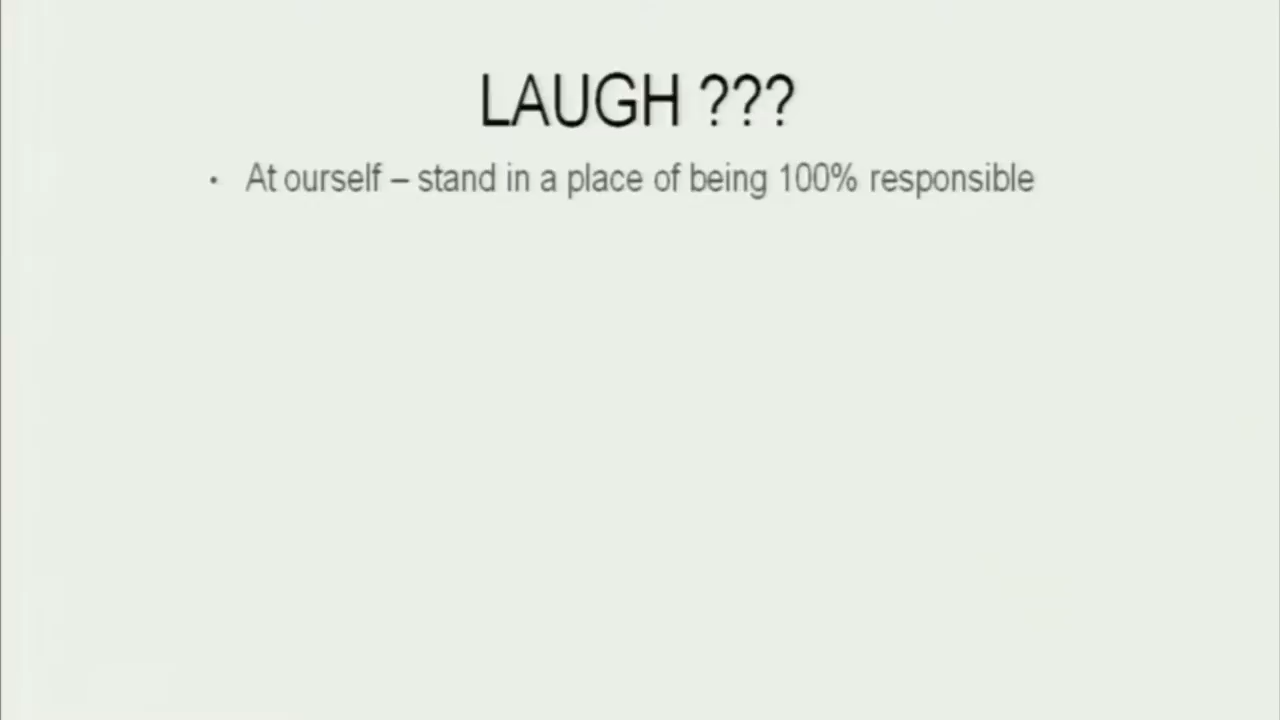 LAUGH ???
• At ourself – stand in a place of being 100% responsible